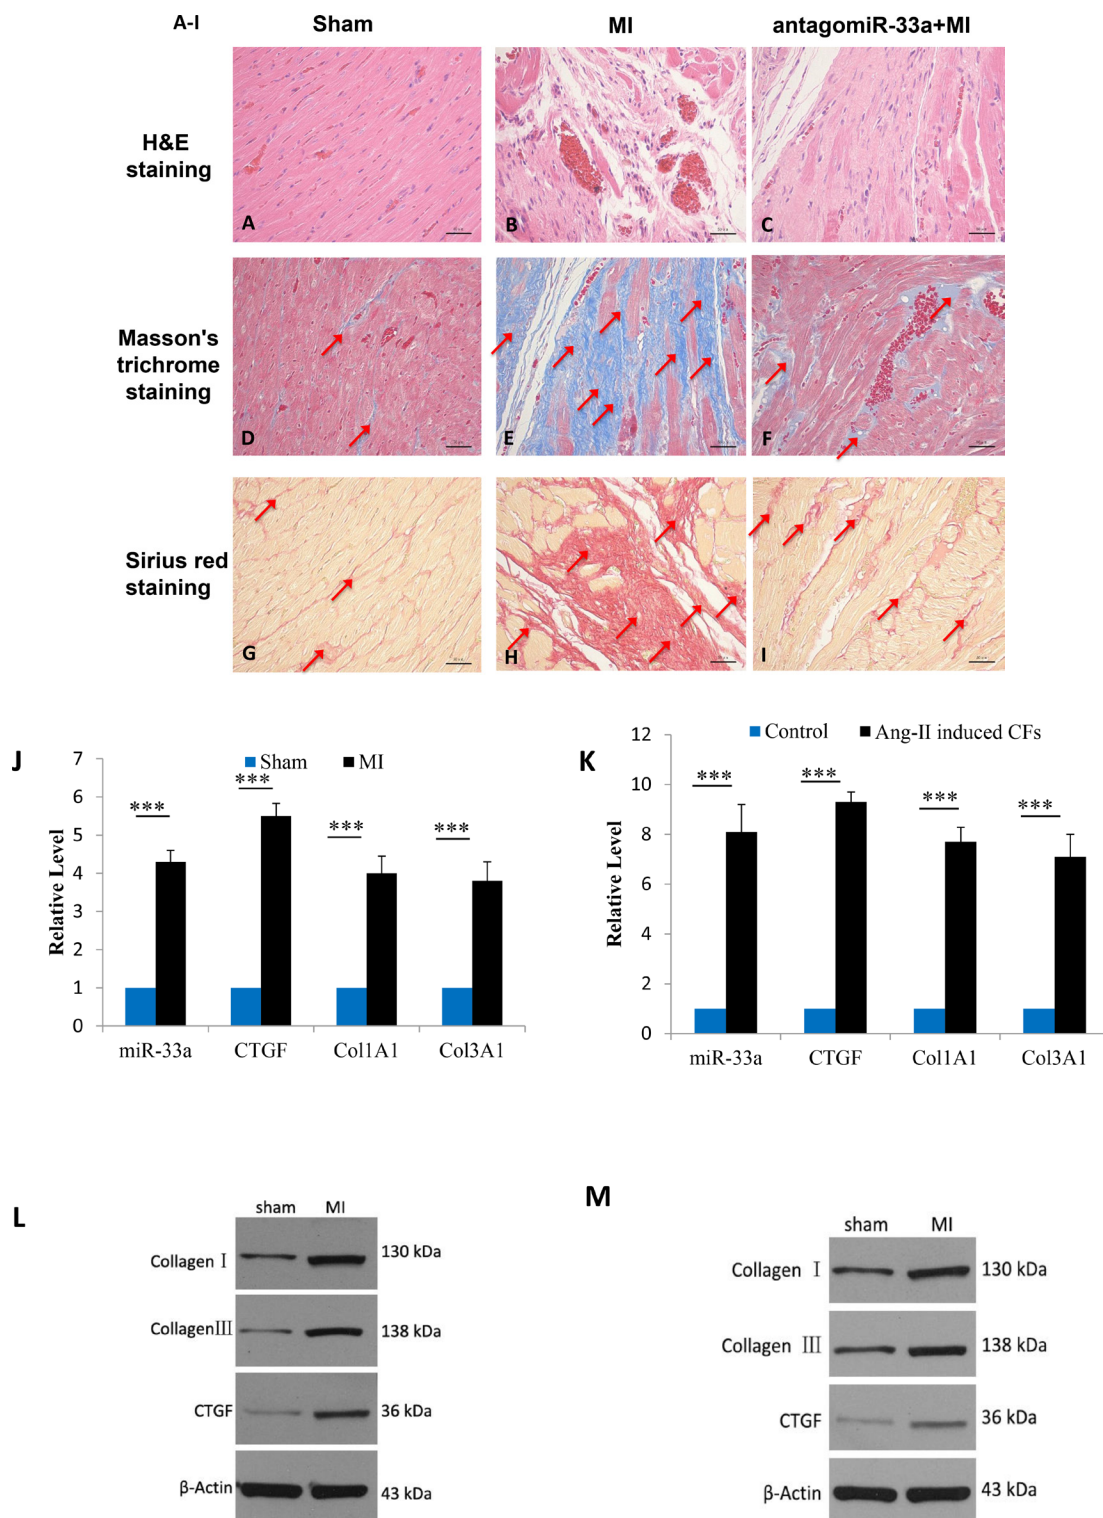 A-I Sham MI antagomiR-33a+MI
H&E
staining
A B C
Masson's
trichrome
staining
D E F
Sirius red
staining
G H I
J
Sham MI
Relative Level
7
6
5
4
3
2
1
0
***
***
***
***
miR-33a CTGF Col1A1 Col3A1
K
Control Ang-II induced CFs
Relative Level
12
10
8
6
4
2
0
***
***
***
***
miR-33a CTGF Col1A1 Col3A1
L
sham MI
Collagen I 130 kDa
CollagenIII 138 kDa
CTGF 36 kDa
β-Actin 43 kDa
M
sham MI
Collagen I 130 kDa
Collagen III 138 kDa
CTGF 36 kDa
β-Actin 43 kDa